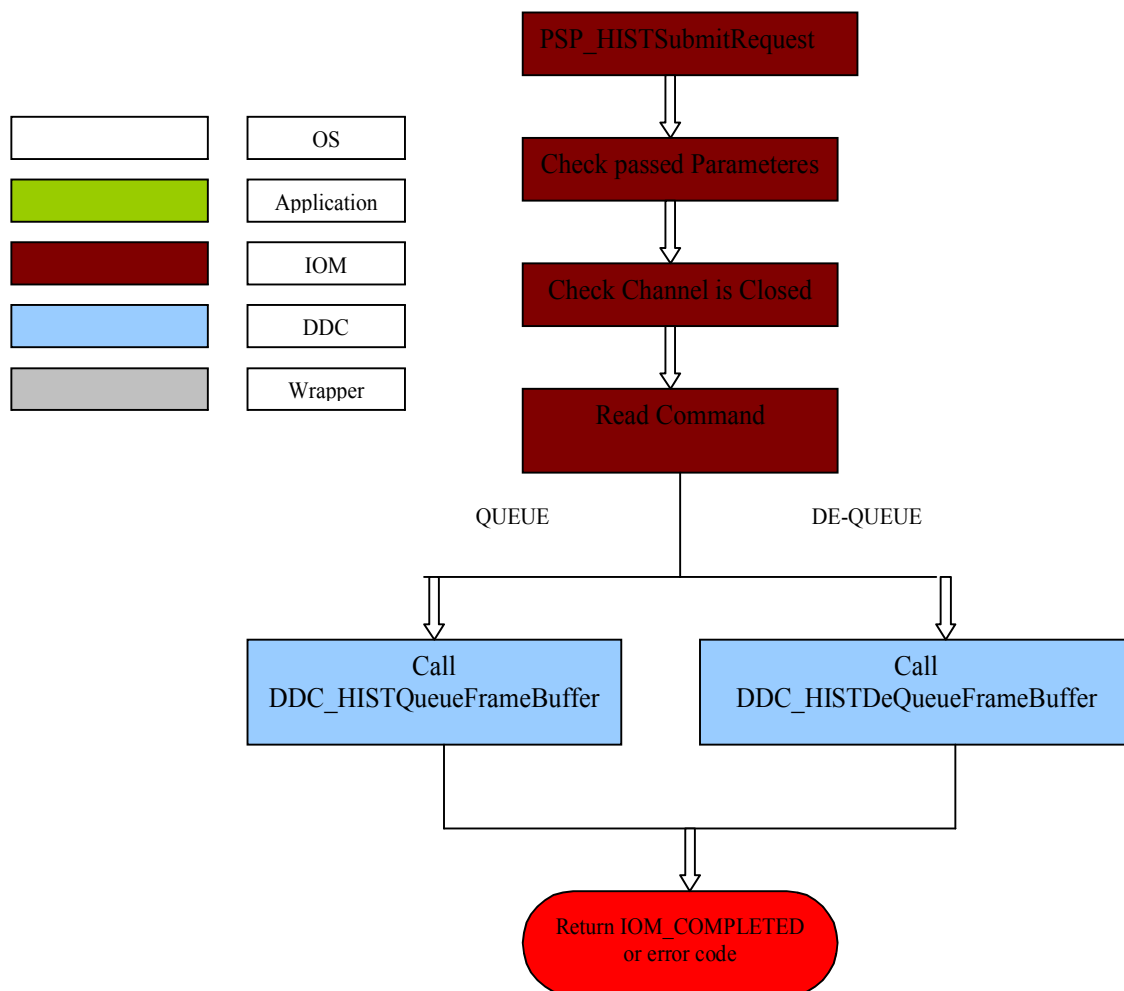 PSP_HISTSubmitRequest
OS
Application
IOM
DDC
Wrapper
Check passed Parameteres
Check Channel is Closed
Read Command
QUEUE
DE-QUEUE
Call
DDC_HISTQueueFrameBuffer
Call
DDC_HISTDeQueueFrameBuffer
Return IOM_COMPLETED
or error code